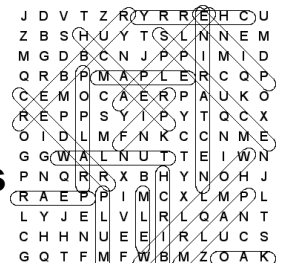 J D V T Z R Y R R E H C U
Z B S H U Y T S L N N E M
M G D B C N J P P I M I D
Q R B P M A P L E R C Q P
C E M O C A E R P A U K O
R E P P S Y I P Y T Q C X
O I D L M F N K C C N M E
G G W A L N U T T E I W N
P N Q R R X B H Y N O H J
R A E P P I M C X L M P L
L Y J E L V L R L Q A N T
C H H N U E E I R L U C S
G Q T F M F W B M Z O A K